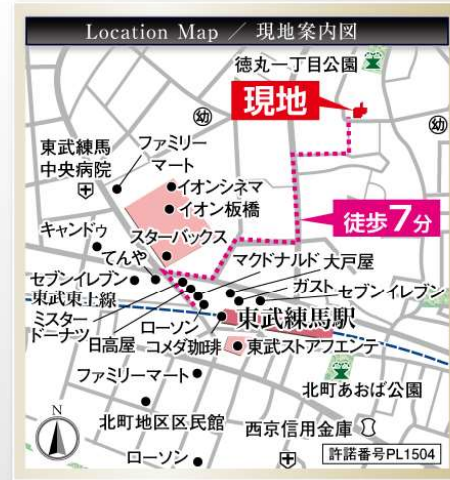 Location Map ／ 現地案内図
徳丸一丁目公園
現地
幼
幼
東武練馬
中央病院
ファミリー
マート
イオンシネマ
イオン板橋
徒歩7分
キャンドゥ
スターバックス
てんや
マクドナルド
大戸屋
セブンイレブン
ガスト
セブンイレブン
東武東上線
ミスター
ドーナツ
日高屋
ローソン
コメダ珈琲
東武練馬駅
東武ストアフエンテ
ファミリーマート
北町あおば公園
北町地区区民館
西京信用金庫
N
ローソン
許諾番号PL1504